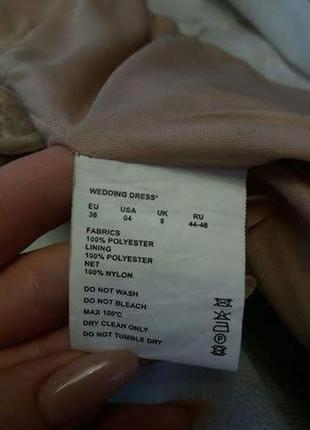 WEDDING DRESS*
EU USA UK RU
36 04 8 44-46
FABRICS
100% POLYESTER
LINING
100% POLYESTER
NET
100% NYLON
DO NOT WASH
DO NOT BLEACH
MAX 100°C
DRY CLEAN ONLY
DO NOT TUMBLE DRY